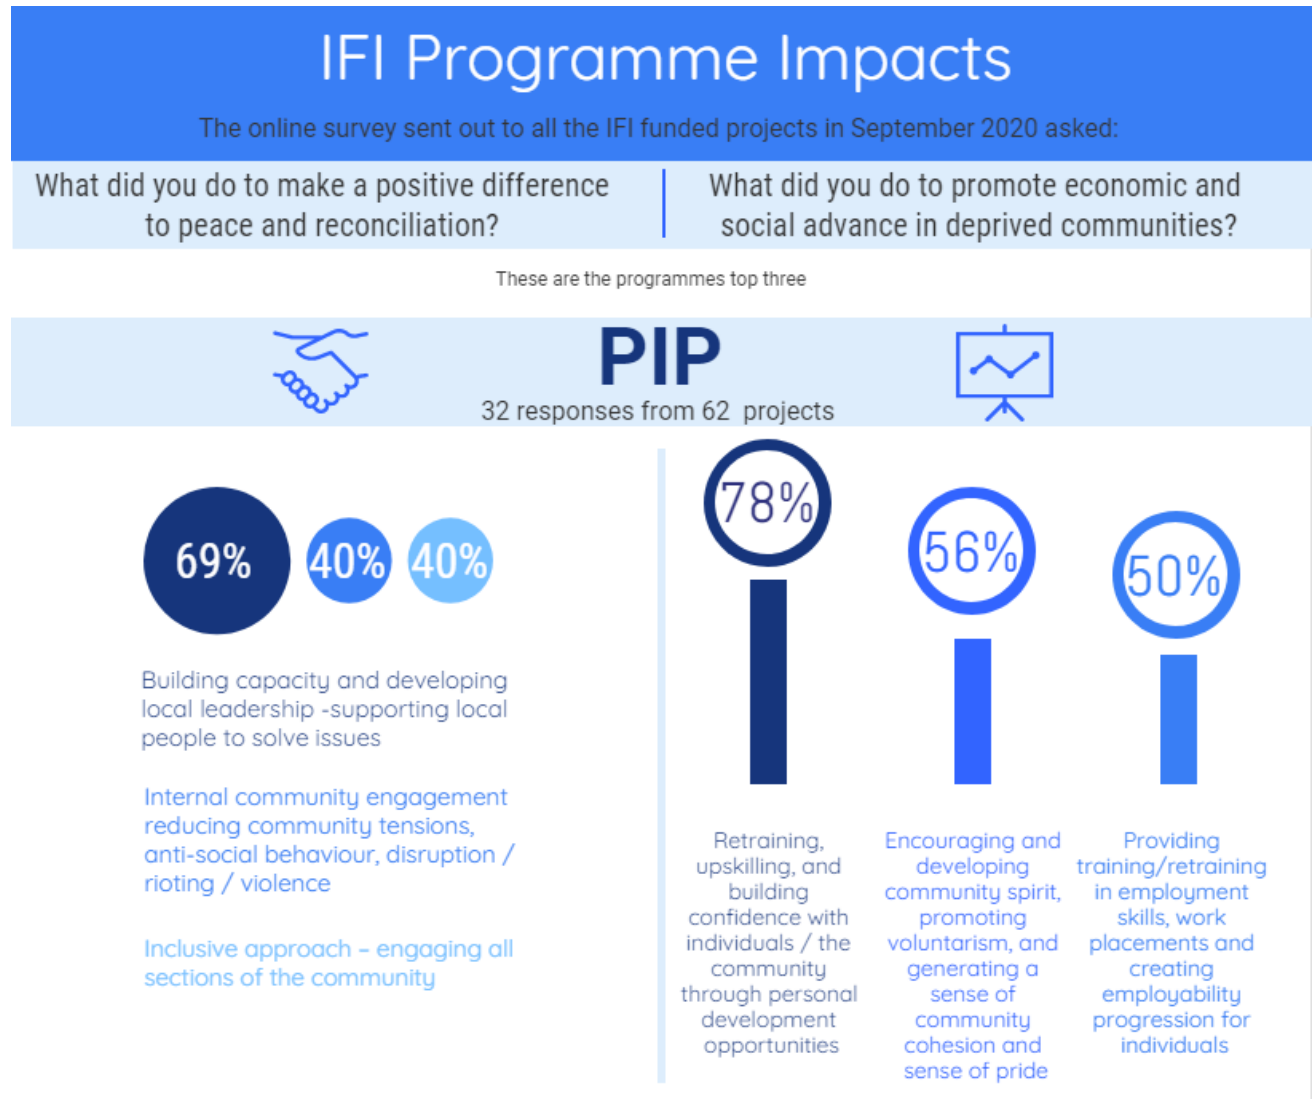 IFI Programme Impacts
The online survey sent out to all the IFI funded projects in September 2020 asked:
What did you do to make a positive difference
to peace and reconciliation?
What did you do to promote economic and
social advance in deprived communities?
These are the programmes top three
PIP
32 responses from 62 projects
69%
40%
40%
Building capacity and developing
local leadership -supporting local
people to solve issues
Internal community engagement
reducing community tensions,
anti-social behaviour, disruption /
rioting / violence
Inclusive approach – engaging all
sections of the community
78%
56%
50%
Retraining,
upskilling, and
building
confidence with
individuals / the
community
through personal
development
opportunities
Encouraging and
developing
community spirit,
promoting
voluntarism, and
generating a
sense of
community
cohesion and
sense of pride
Providing
training/retraining
in employment
skills, work
placements and
creating
employability
progression for
individuals